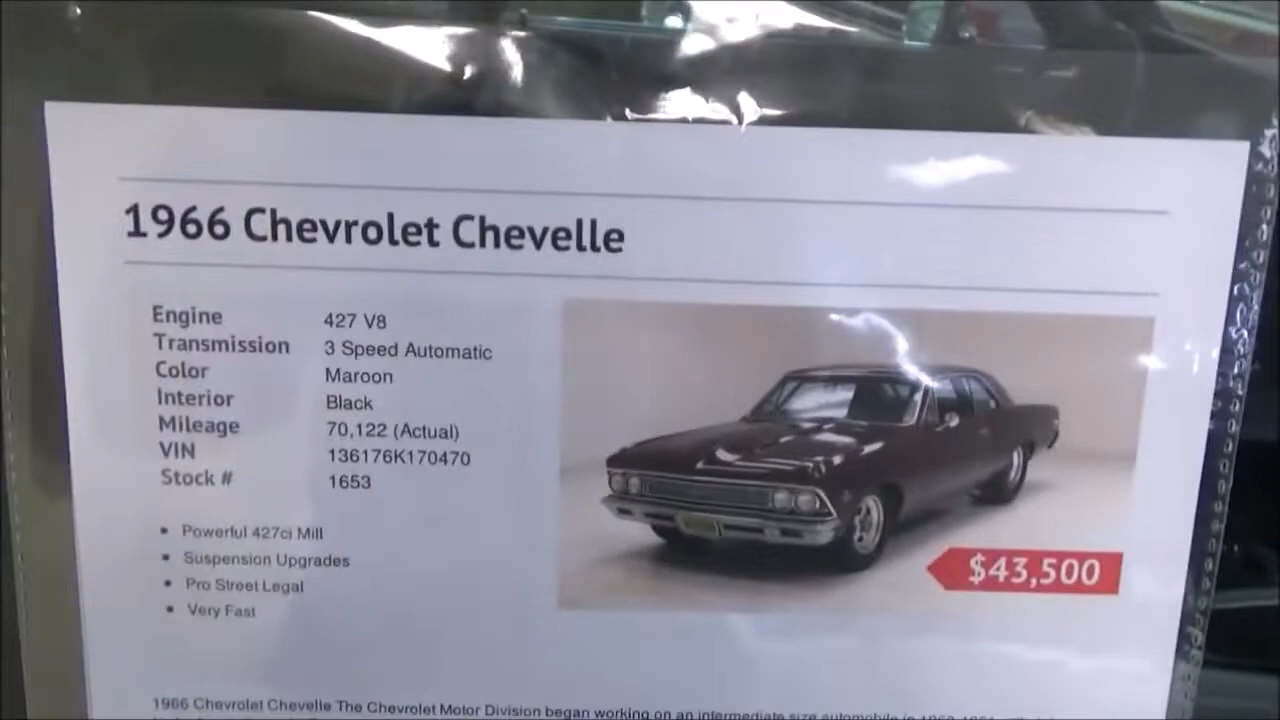 1966 Chevrolet Chevelle
Engine 427 V8
Transmission 3 Speed Automatic
Color Maroon
Interior Black
Mileage 70,122 (Actual)
VIN 136176K170470
Stock # 1653
• Powerful 427ci Mill
• Suspension Upgrades
• Pro Street Legal
• Very Fast
$43,500
1966 Chevrolet Chevelle The Chevrolet Motor Division began working on an intermediate size automobile in